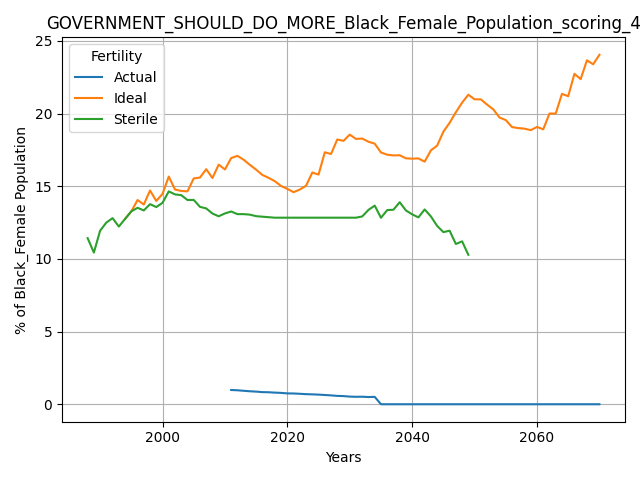 GOVERNMENT_SHOULD_DO_MORE_Black_Female_Population_scoring_4
Fertility
Actual
Ideal
Sterile
25
20
15
10
5
0
% of Black_Female Population
2000
2020
2040
2060
Years